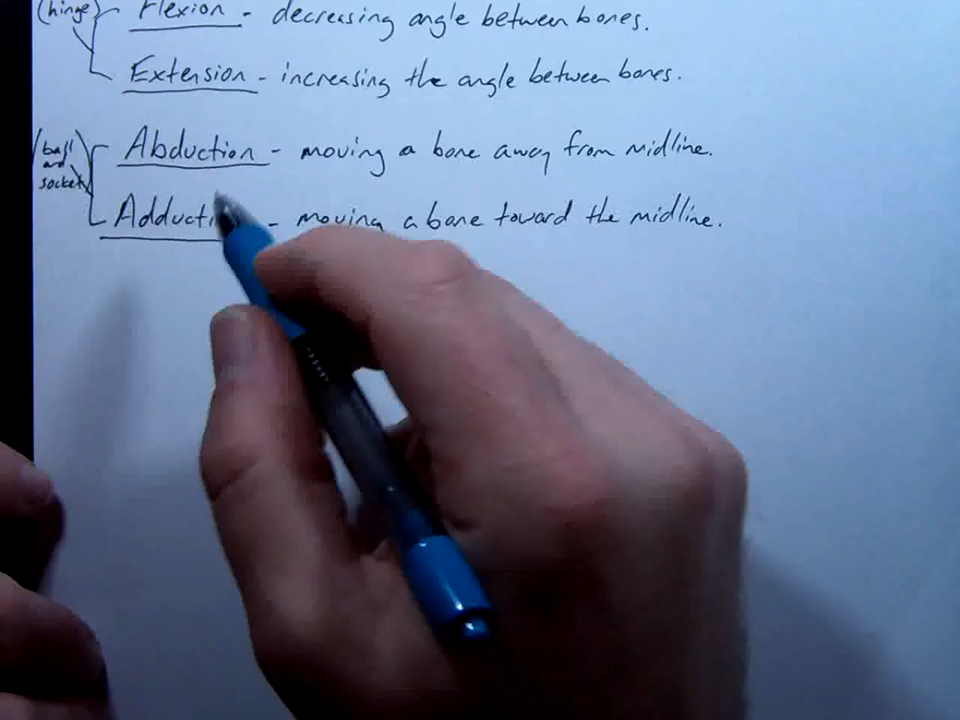 (hinge) Flexion - decreasing angle between bones.
Extension - increasing the angle between bones.
(ball and socket) Abduction - moving a bone away from midline.
- moving a bone toward the midline.